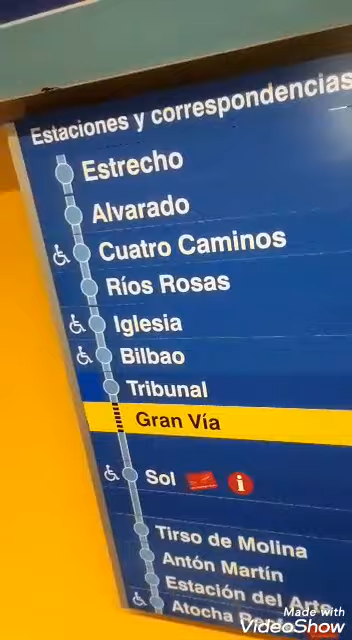 Estaciones y correspondencias
Estrecho
Alvarado
Cuatro Caminos
Ríos Rosas
Iglesia
Bilbao
Tribunal
Gran Vía
Sol
Tirso de Molina
Antón Martín
Estación del Arte
Atocha
Made with
VideoShow